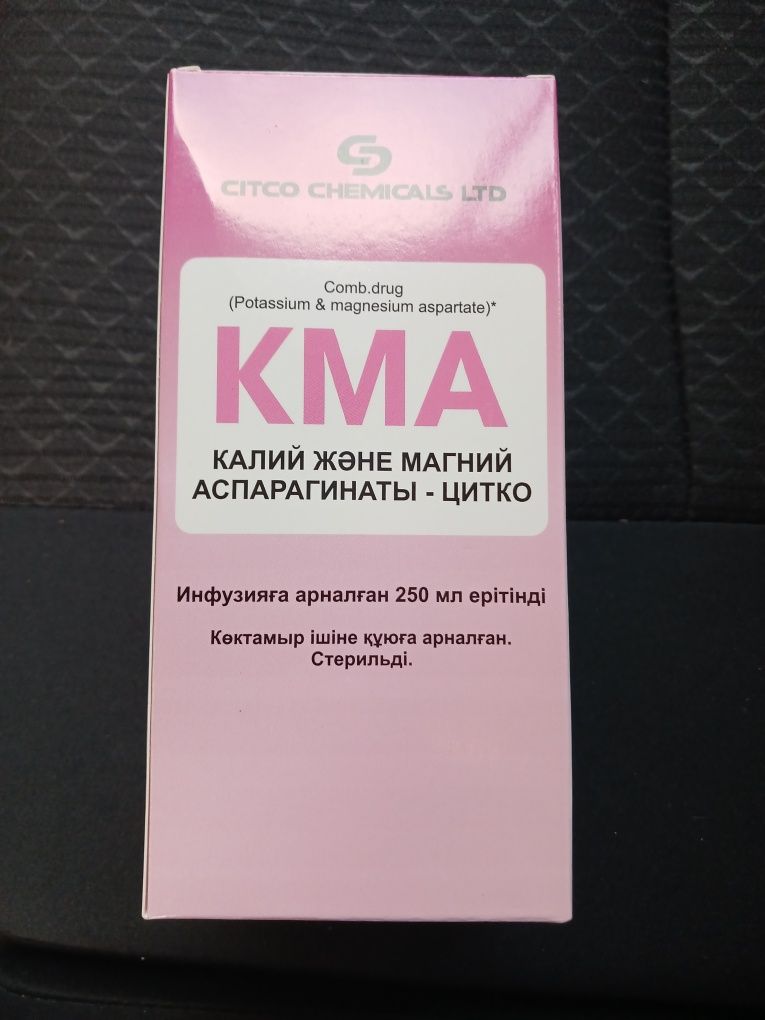 CITCO CHEMICALS LTD
Comb.drug
(Potassium & magnesium aspartate)*
КМА
КАЛИЙ ЖӘНЕ МАГНИЙ
АСПАРАГИНАТЫ - ЦИТКО
Инфузияға арналған 250 мл ерітінді
Көктамыр ішіне құюға арналған.
Стерильді.